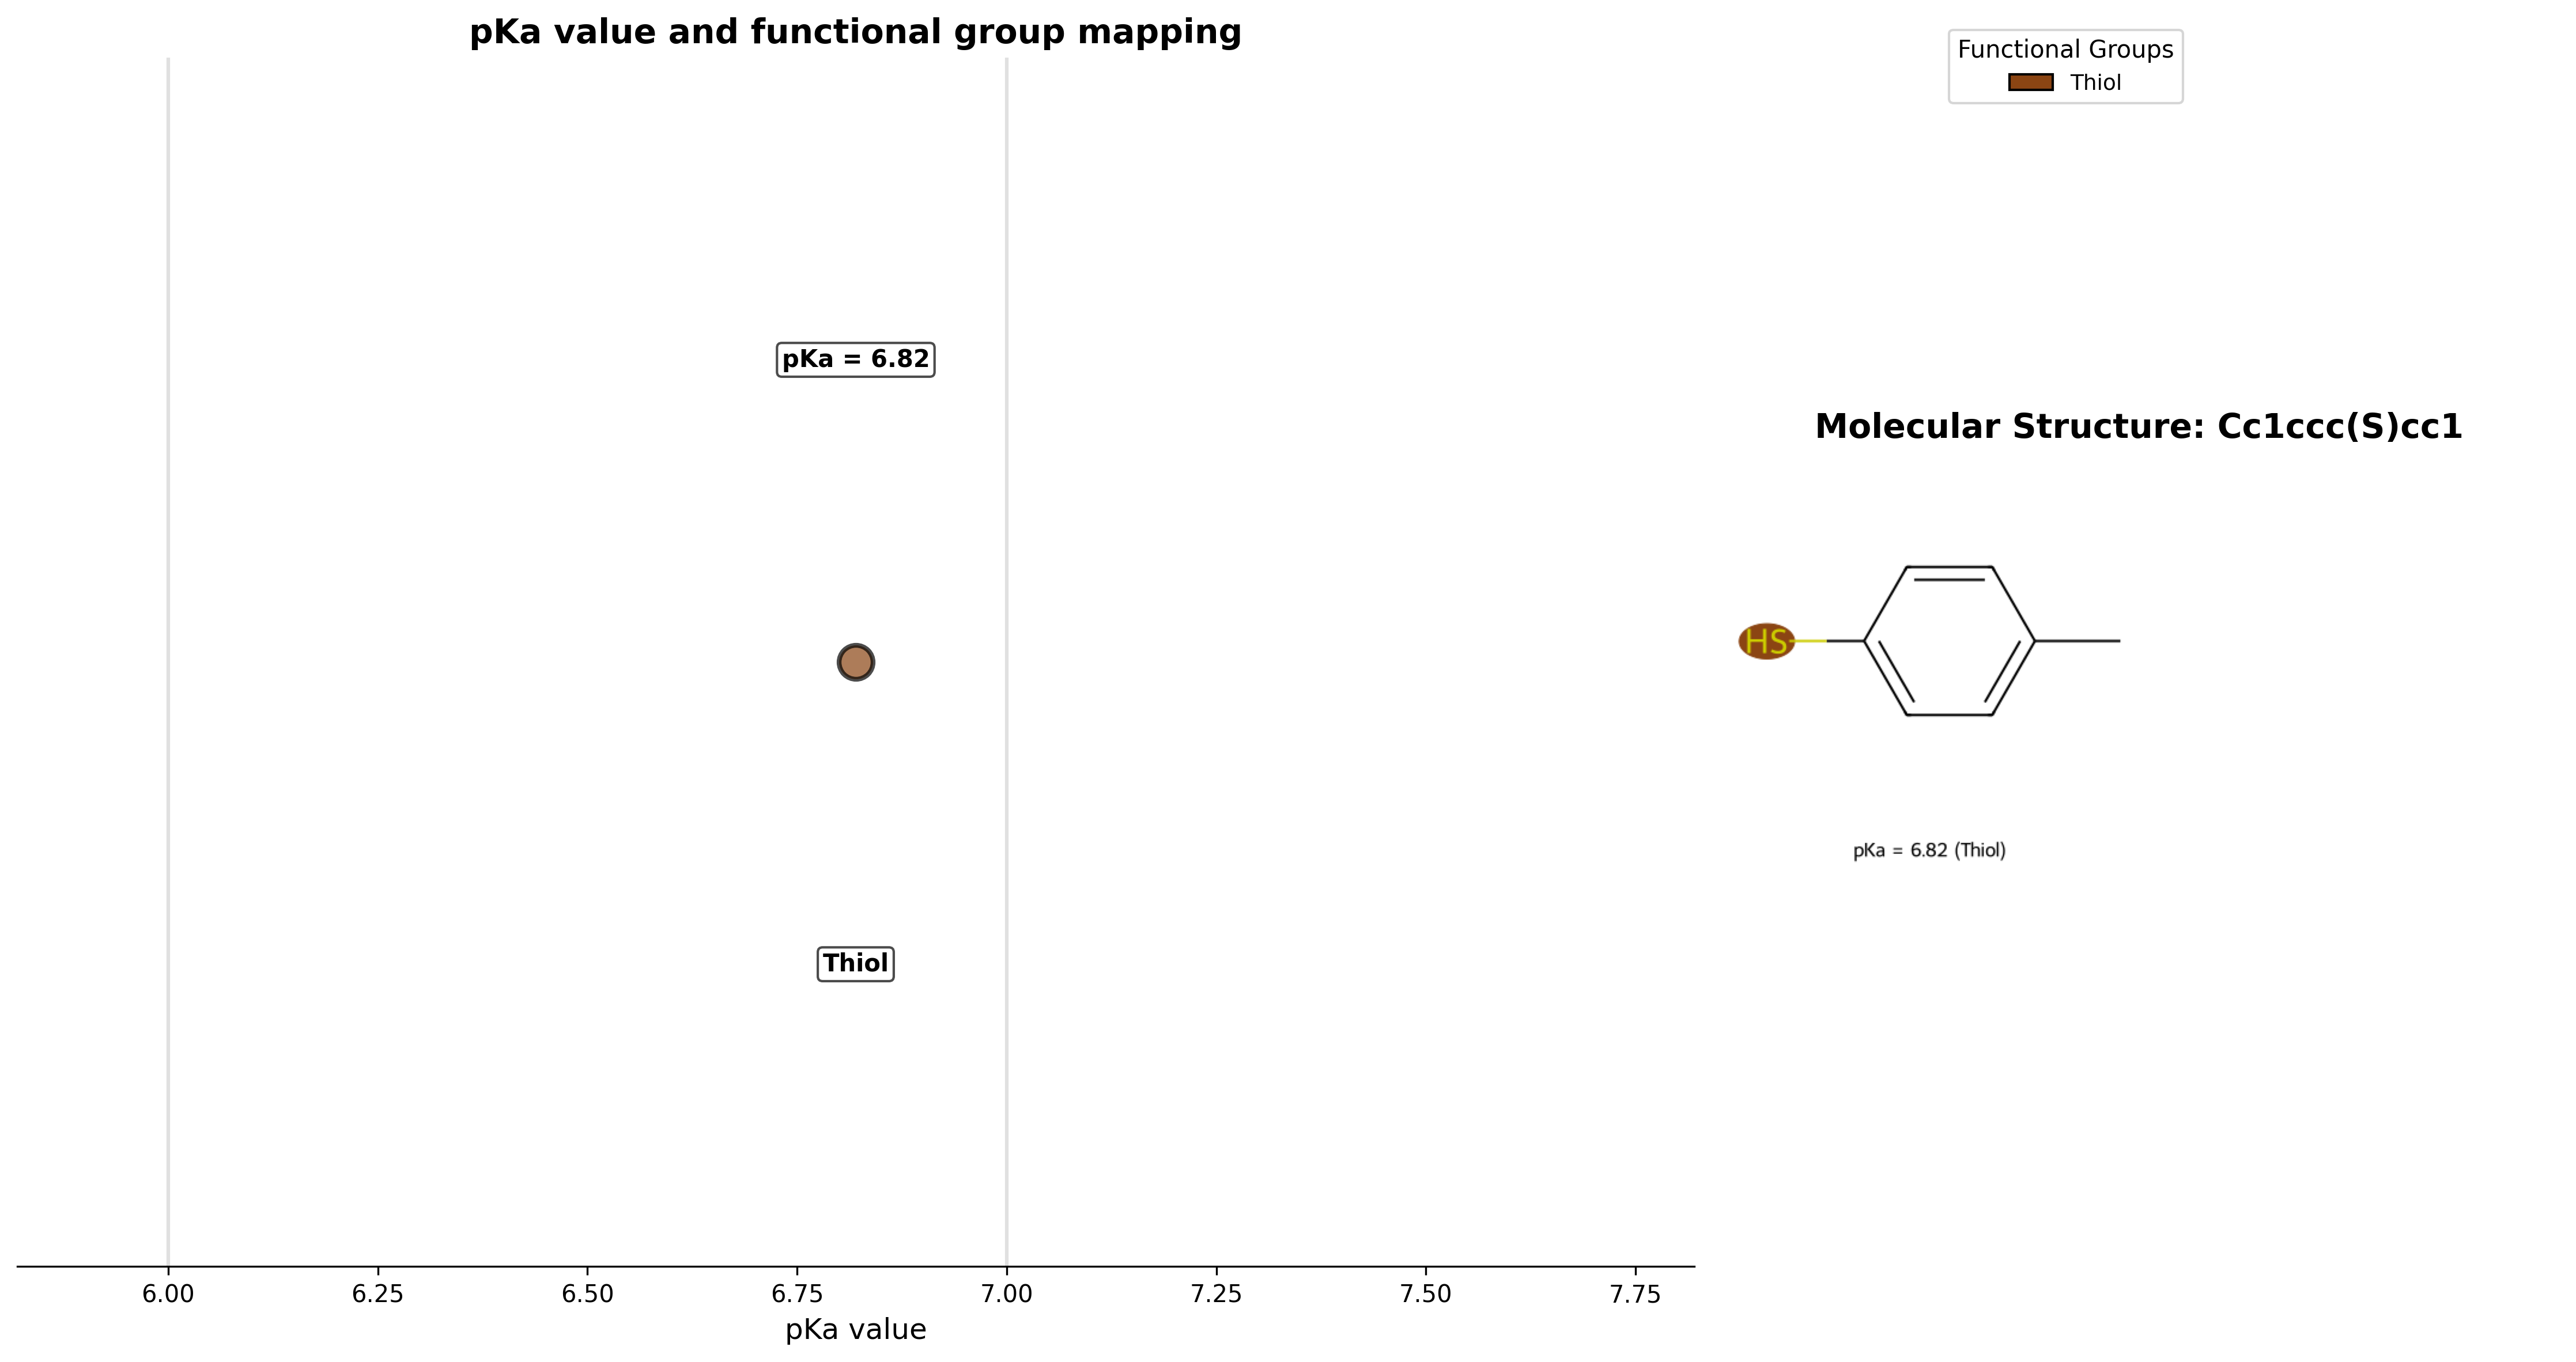 pKa value and functional group mapping
pKa = 6.82
Thiol
6.00 6.25 6.50 6.75 7.00 7.25 7.50 7.75
pKa value
Functional Groups
Thiol
Molecular Structure: Cc1ccc(S)cc1
HS
pKa = 6.82 (Thiol)